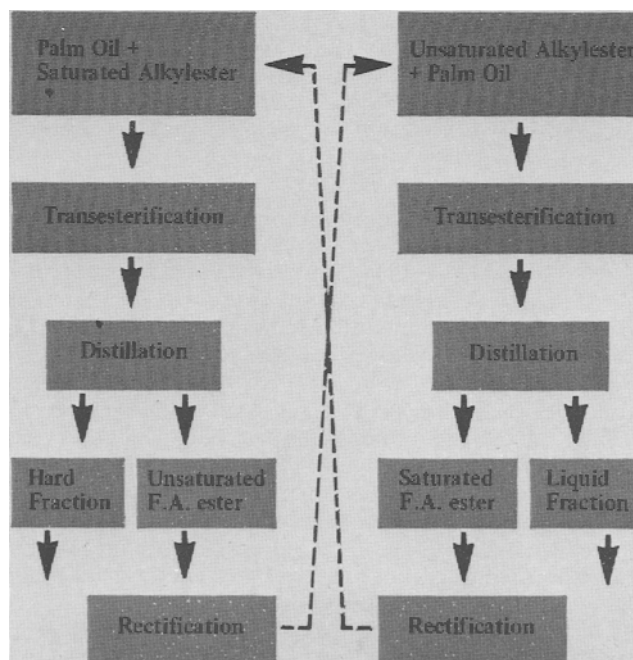 Palm Oil +
Saturated Alkylester
Transesterification
Distillation
Hard
Fraction
Unsaturated
F.A. ester
Rectification
Unsaturated Alkylester
+ Palm Oil
Transesterification
Distillation
Saturated
F.A. ester
Liquid
Fraction
Rectification